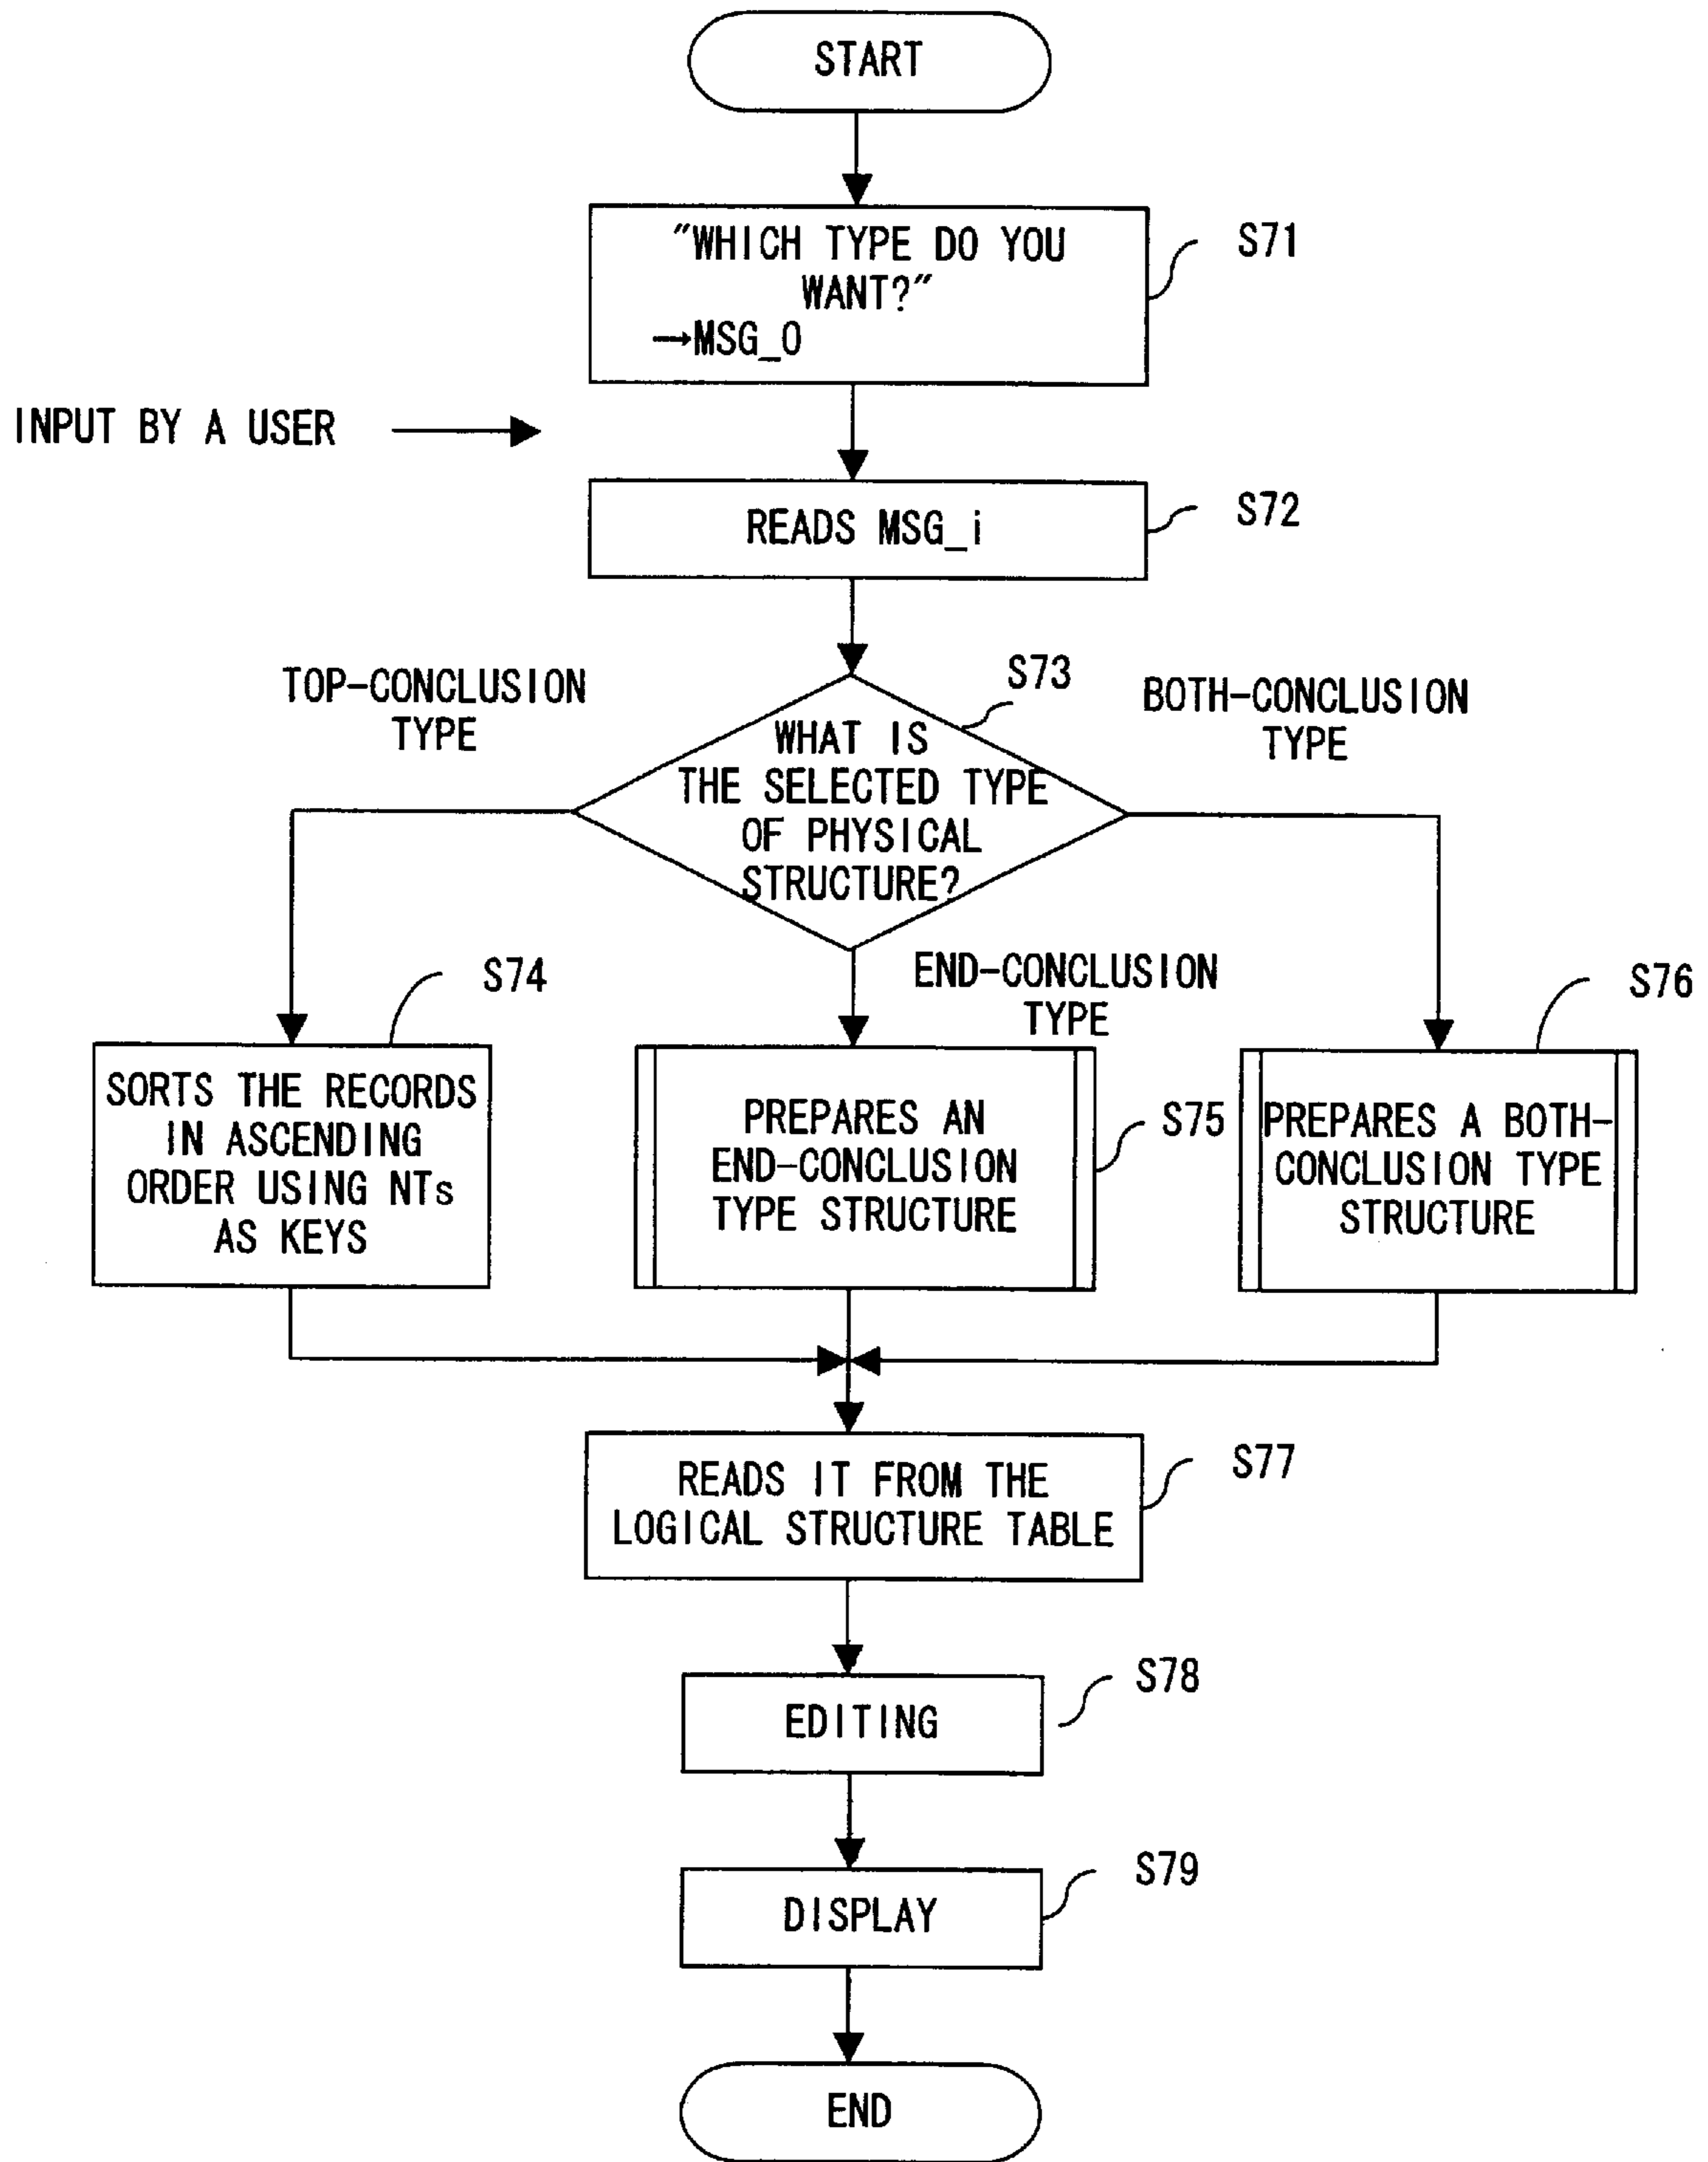 START
"WHICH TYPE DO YOU
WANT?"
→MSG_O
S71
INPUT BY A USER
READS MSG_i
S72
TOP-CONCLUSION
TYPE
S73
BOTH-CONCLUSION
TYPE
WHAT IS
THE SELECTED TYPE
OF PHYSICAL
STRUCTURE?
END-CONCLUSION
TYPE
S74
SORTS THE RECORDS
IN ASCENDING
ORDER USING NTs
AS KEYS
PREPARES AN
END-CONCLUSION
TYPE STRUCTURE
S75
S76
PREPARES A BOTH-
CONCLUSION TYPE
STRUCTURE
READS IT FROM THE
LOGICAL STRUCTURE TABLE
S77
EDITING
S78
DISPLAY
S79
END